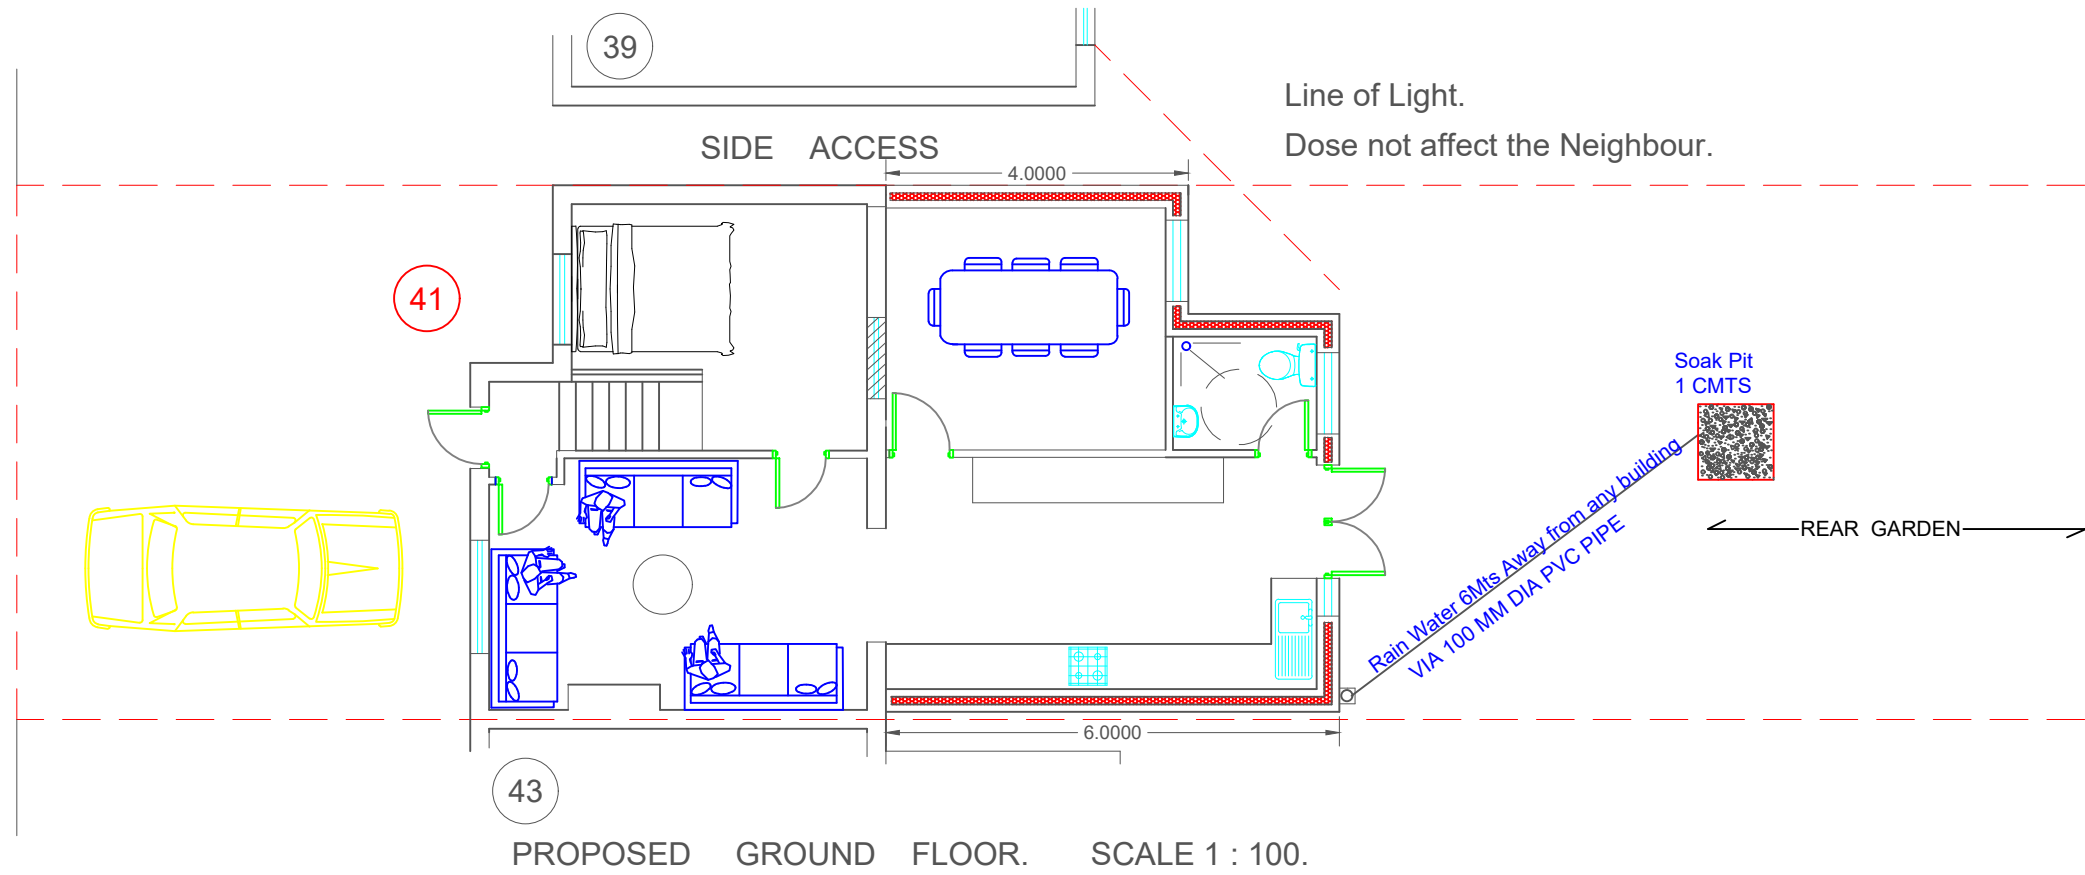 39
Line of Light.
Dose not affect the Neighbour.
SIDE ACCESS
4.0000
41
Soak Pit
1 CMTS
Rain Water 6Mts Away from any building
VIA 100 MM DIA PVC PIPE
REAR GARDEN
6.0000
43
PROPOSED GROUND FLOOR. SCALE 1 : 100.